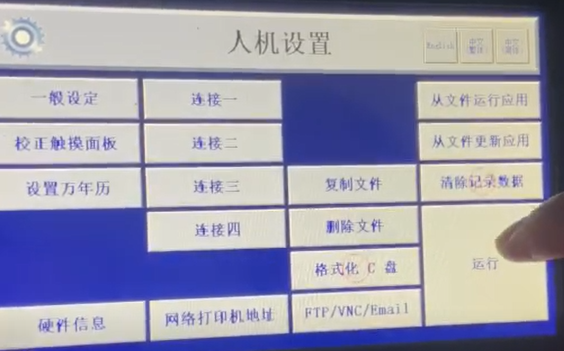 人机设置
English
中文
中文
一般设定
连接一
从文件运行应用
校正触摸面板
连接二
从文件更新应用
设置万年历
连接三
复制文件
清除记录数据
连接四
删除文件
运行
格式化 C 盘
硬件信息
网络打印机地址
FTP/VNC/Email